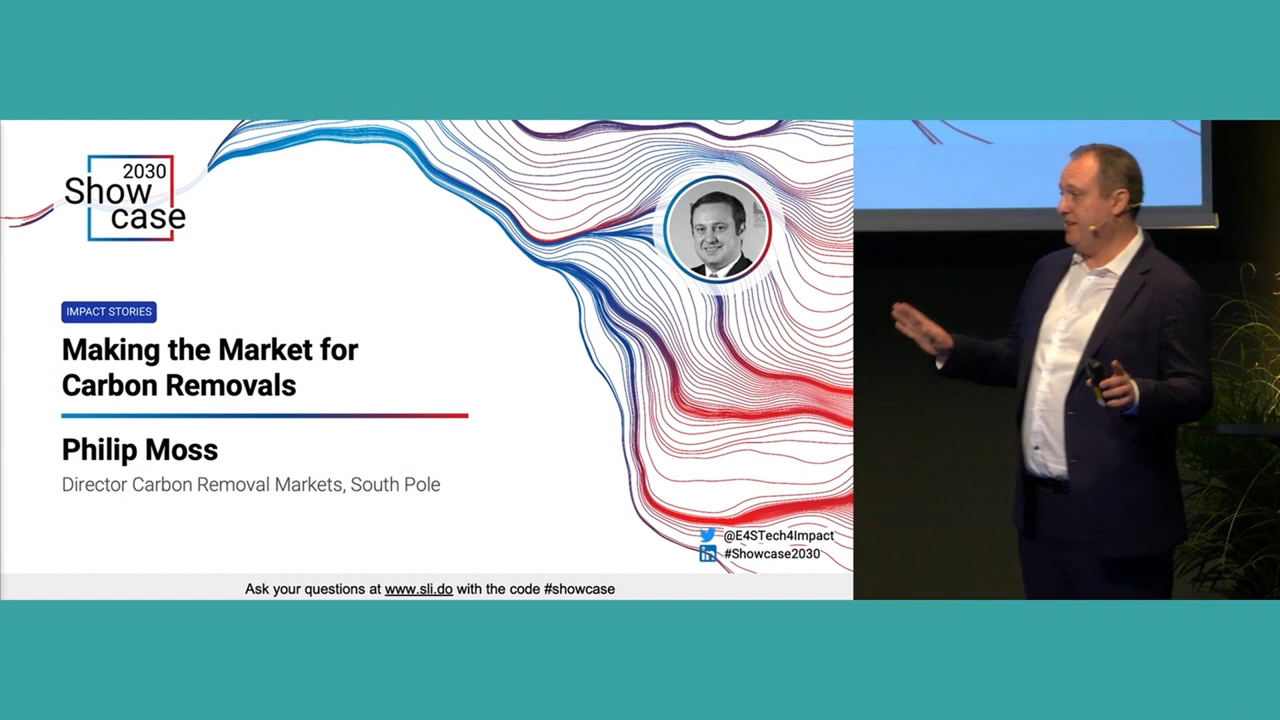 2030
Show
case
IMPACT STORIES
Making the Market for
Carbon Removals
Philip Moss
Director Carbon Removal Markets, South Pole
@E4STech4Impact
#Showcase2030
Ask your questions at www.sli.do with the code #showcase